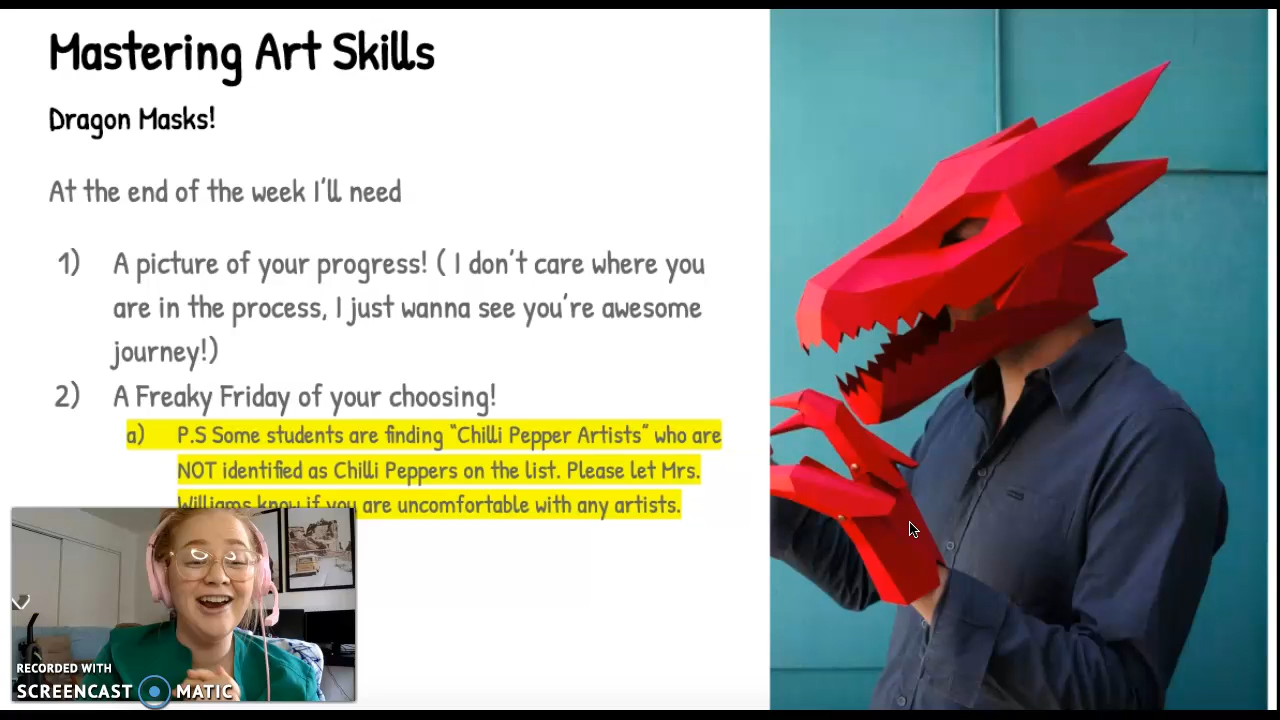 Mastering Art Skills
Dragon Masks!
At the end of the week I'll need
1) A picture of your progress! ( I don't care where you
are in the process, I just wanna see you're awesome
journey!)
2) A Freaky Friday of your choosing!
a) P.S Some students are finding “Chilli Pepper Artists” who are
NOT identified as Chilli Peppers on the list. Please let Mrs.
Williams know if you are uncomfortable with any artists.
RECORDED WITH
SCREENCAST MATIC